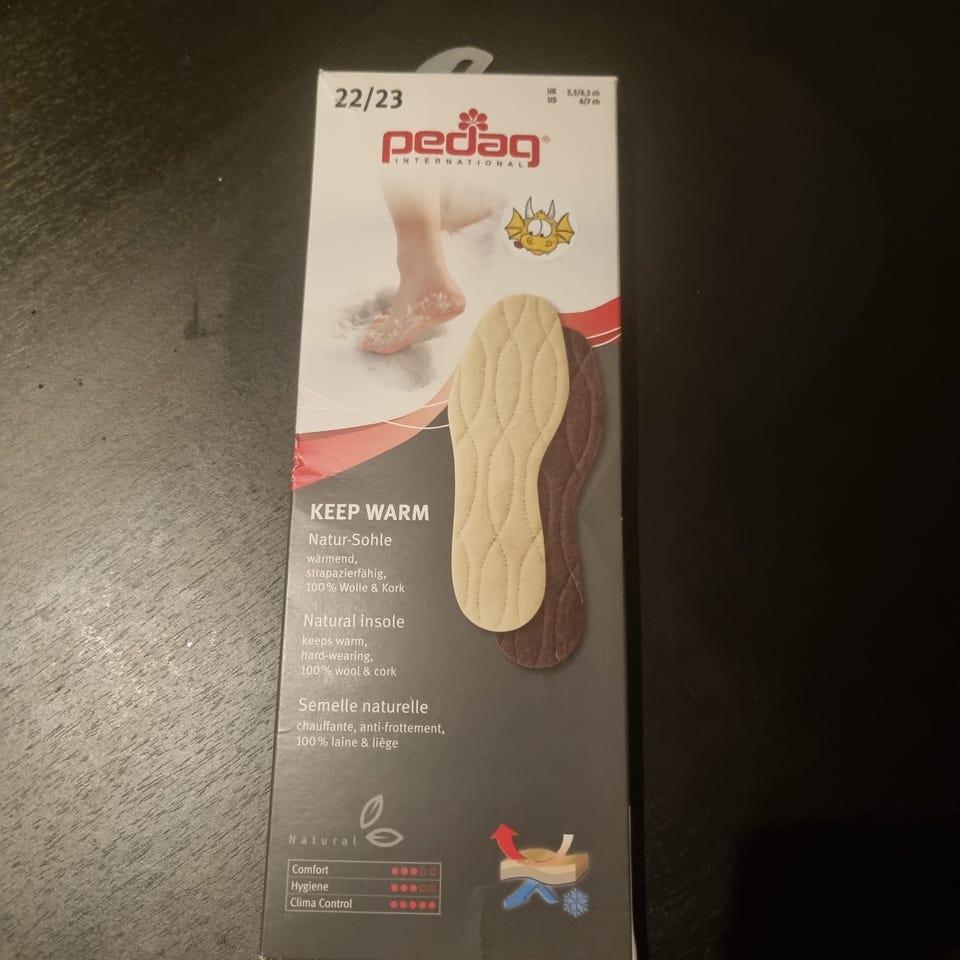 22/23
UK 5,5/6,5 ch
US 6/7 ch
pedag®
INTERNATIONAL
KEEP WARM
Natur-Sohle
wärmend,
strapazierfähig,
100% Wolle & Kork
Natural insole
keeps warm,
hard-wearing,
100% wool & cork
Semelle naturelle
chauffante, anti-frottement,
100% laine & liège
Natural
Comfort
Hygiene
Clima Control